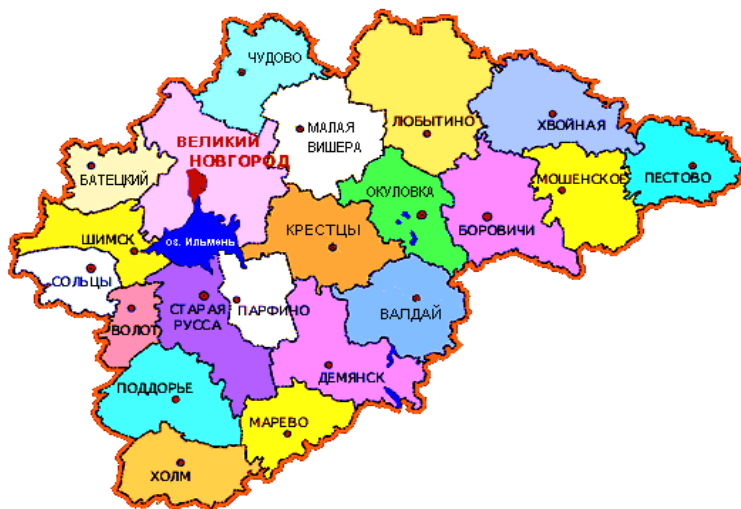 ЧУДОВО
ЛЮБЫТИНО
ХВОЙНАЯ
МАЛАЯ
ВИШЕРА
ВЕЛИКИЙ
НОВГОРОД
БАТЕЦКИЙ
ОКУЛОВКА
МОШЕНСКОЕ
ПЕСТОВО
КРЕСТЦЫ
БОРОВИЧИ
ШИМСК
оз. Ильмень
СОЛЬЦЫ
СТАРАЯ
РУССА
ПАРФИНО
ВАЛДАЙ
ВОЛОТ
ДЕМЯНСК
ПОДДОРЬЕ
МАРЕВО
ХОЛМ